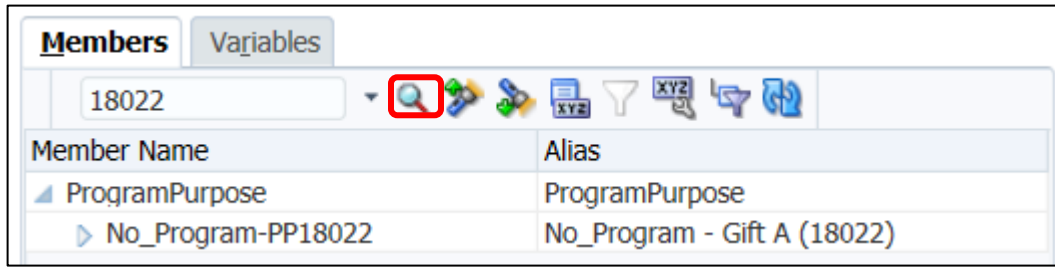 Members Variables
18022
Member Name Alias
ProgramPurpose ProgramPurpose
No_Program-PP18022 No_Program - Gift A (18022)